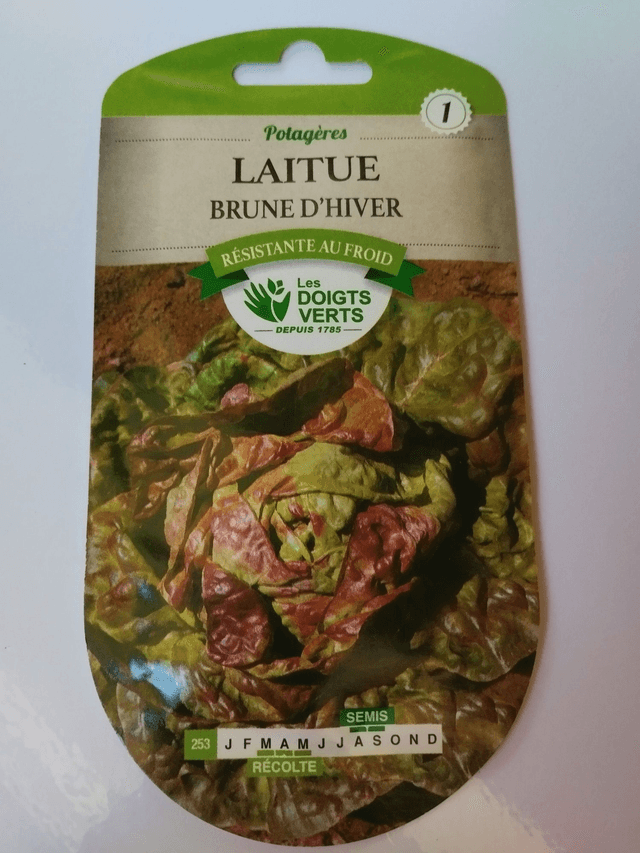 1
Potagères
LAITUE
BRUNE D'HIVER
RÉSISTANTE AU FROID
Les
DOIGTS
VERTS
DEPUIS 1785
SEMIS
253 J F M A M J J A S O N D
RÉCOLTE